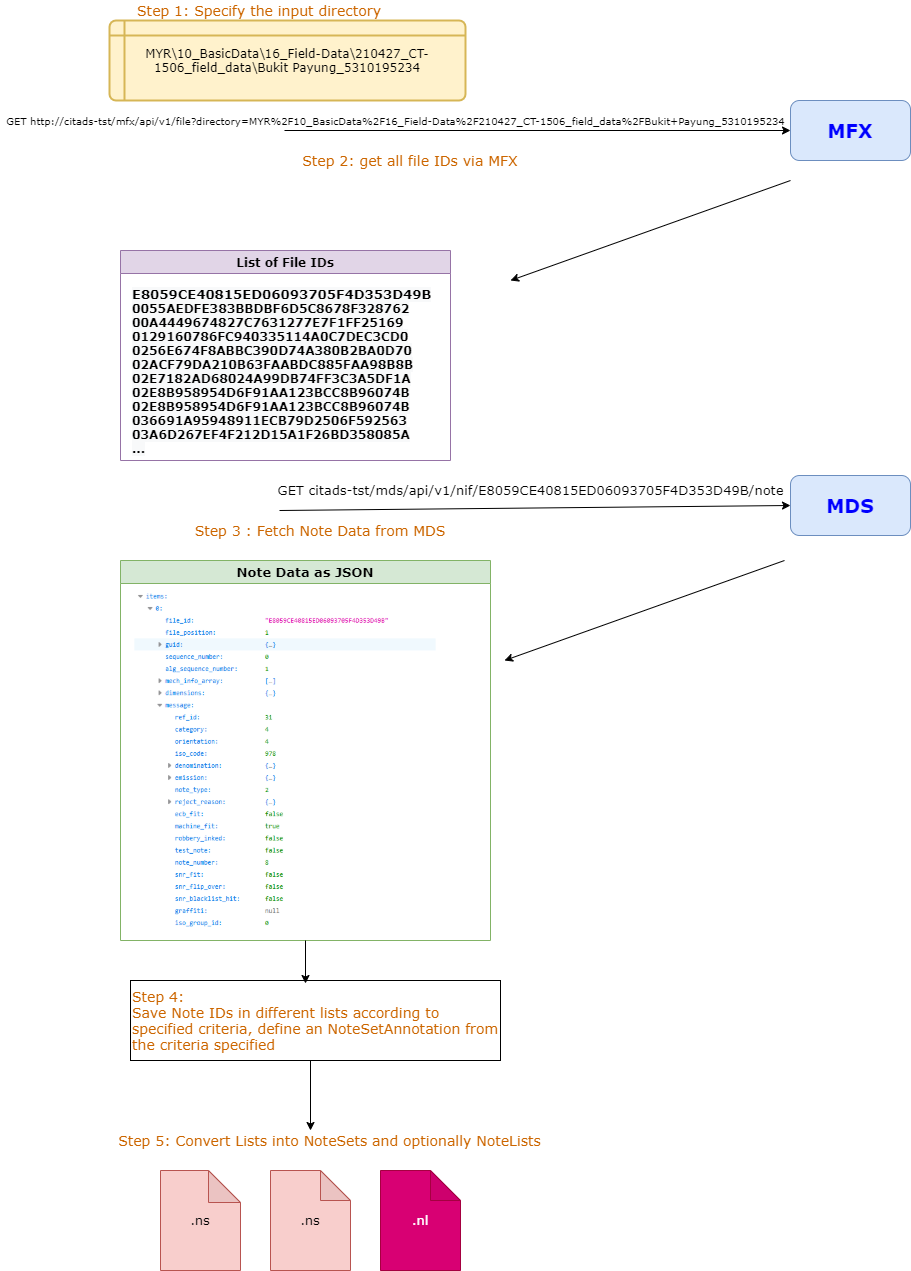 Step 1: Specify the input directory
MYR\10_BasicData\16_Field-Data\210427_CT-
1506_field_data\Bukit Payung_5310195234
GET http://citads-tst/mfx/api/v1/file?directory=MYR%2F10_BasicData%2F16_Field-Data%2F210427_CT-1506_field_data%2FBukit+Payung_5310195234
MFX
Step 2: get all file IDs via MFX
List of File IDs
E8059CE40815ED06093705F4D353D49B
0055AEDFE383BBDBF6D5C8678F328762
00A4449674827C7631277E7F1FF25169
0129160786FC940335114A0C7DEC3CD0
0256E674F8ABBC390D74A380B2BA0D70
02ACF79DA210B63FAABDC885FAA98B8B
02E7182AD68024A99DB74FF3C3A5DF1A
02E8B958954D6F91AA123BCC8B96074B
02E8B958954D6F91AA123BCC8B96074B
036691A95948911ECB79D2506F592563
03A6D267EF4F212D15A1F26BD358085A
...
GET citads-tst/mds/api/v1/nif/E8059CE40815ED06093705F4D353D49B/note
MDS
Step 3 : Fetch Note Data from MDS
Note Data as JSON
items:
0:
file_id: "E8059CE40815ED06093705F4D353D49B"
file_position: 1
guid: {…}
sequence_number: 0
alg_sequence_number: 1
mech_info_array: […]
dimensions: {…}
message:
ref_id: 31
category: 4
orientation: 4
iso_code: 978
denomination: {…}
emission: {…}
note_type: 2
reject_reason: {…}
ecb_fit: false
machine_fit: true
robbery_inked: false
test_note: false
note_number: 8
snr_fit: false
snr_flip_over: false
snr_blacklist_hit: false
graffiti: null
iso_group_id: 0
Step 4:
Save Note IDs in different lists according to
specified criteria, define an NoteSetAnnotation from
the criteria specified
Step 5: Convert Lists into NoteSets and optionally NoteLists
.ns
.ns
.nl